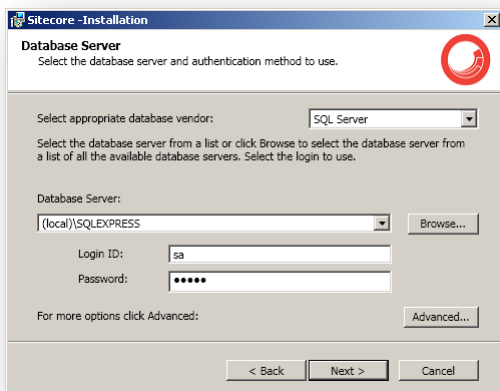 Sitecore -Installation
Database Server
Select the database server and authentication method to use.
Select appropriate database vendor:
SQL Server
Select the database server from a list or click Browse to select the database server from
a list of all the available database servers. Select the login to use.
Database Server:
(local)\SQLEXPRESS
Browse...
Login ID:
sa
Password:
•••••
For more options click Advanced:
Advanced...
< Back
Next >
Cancel